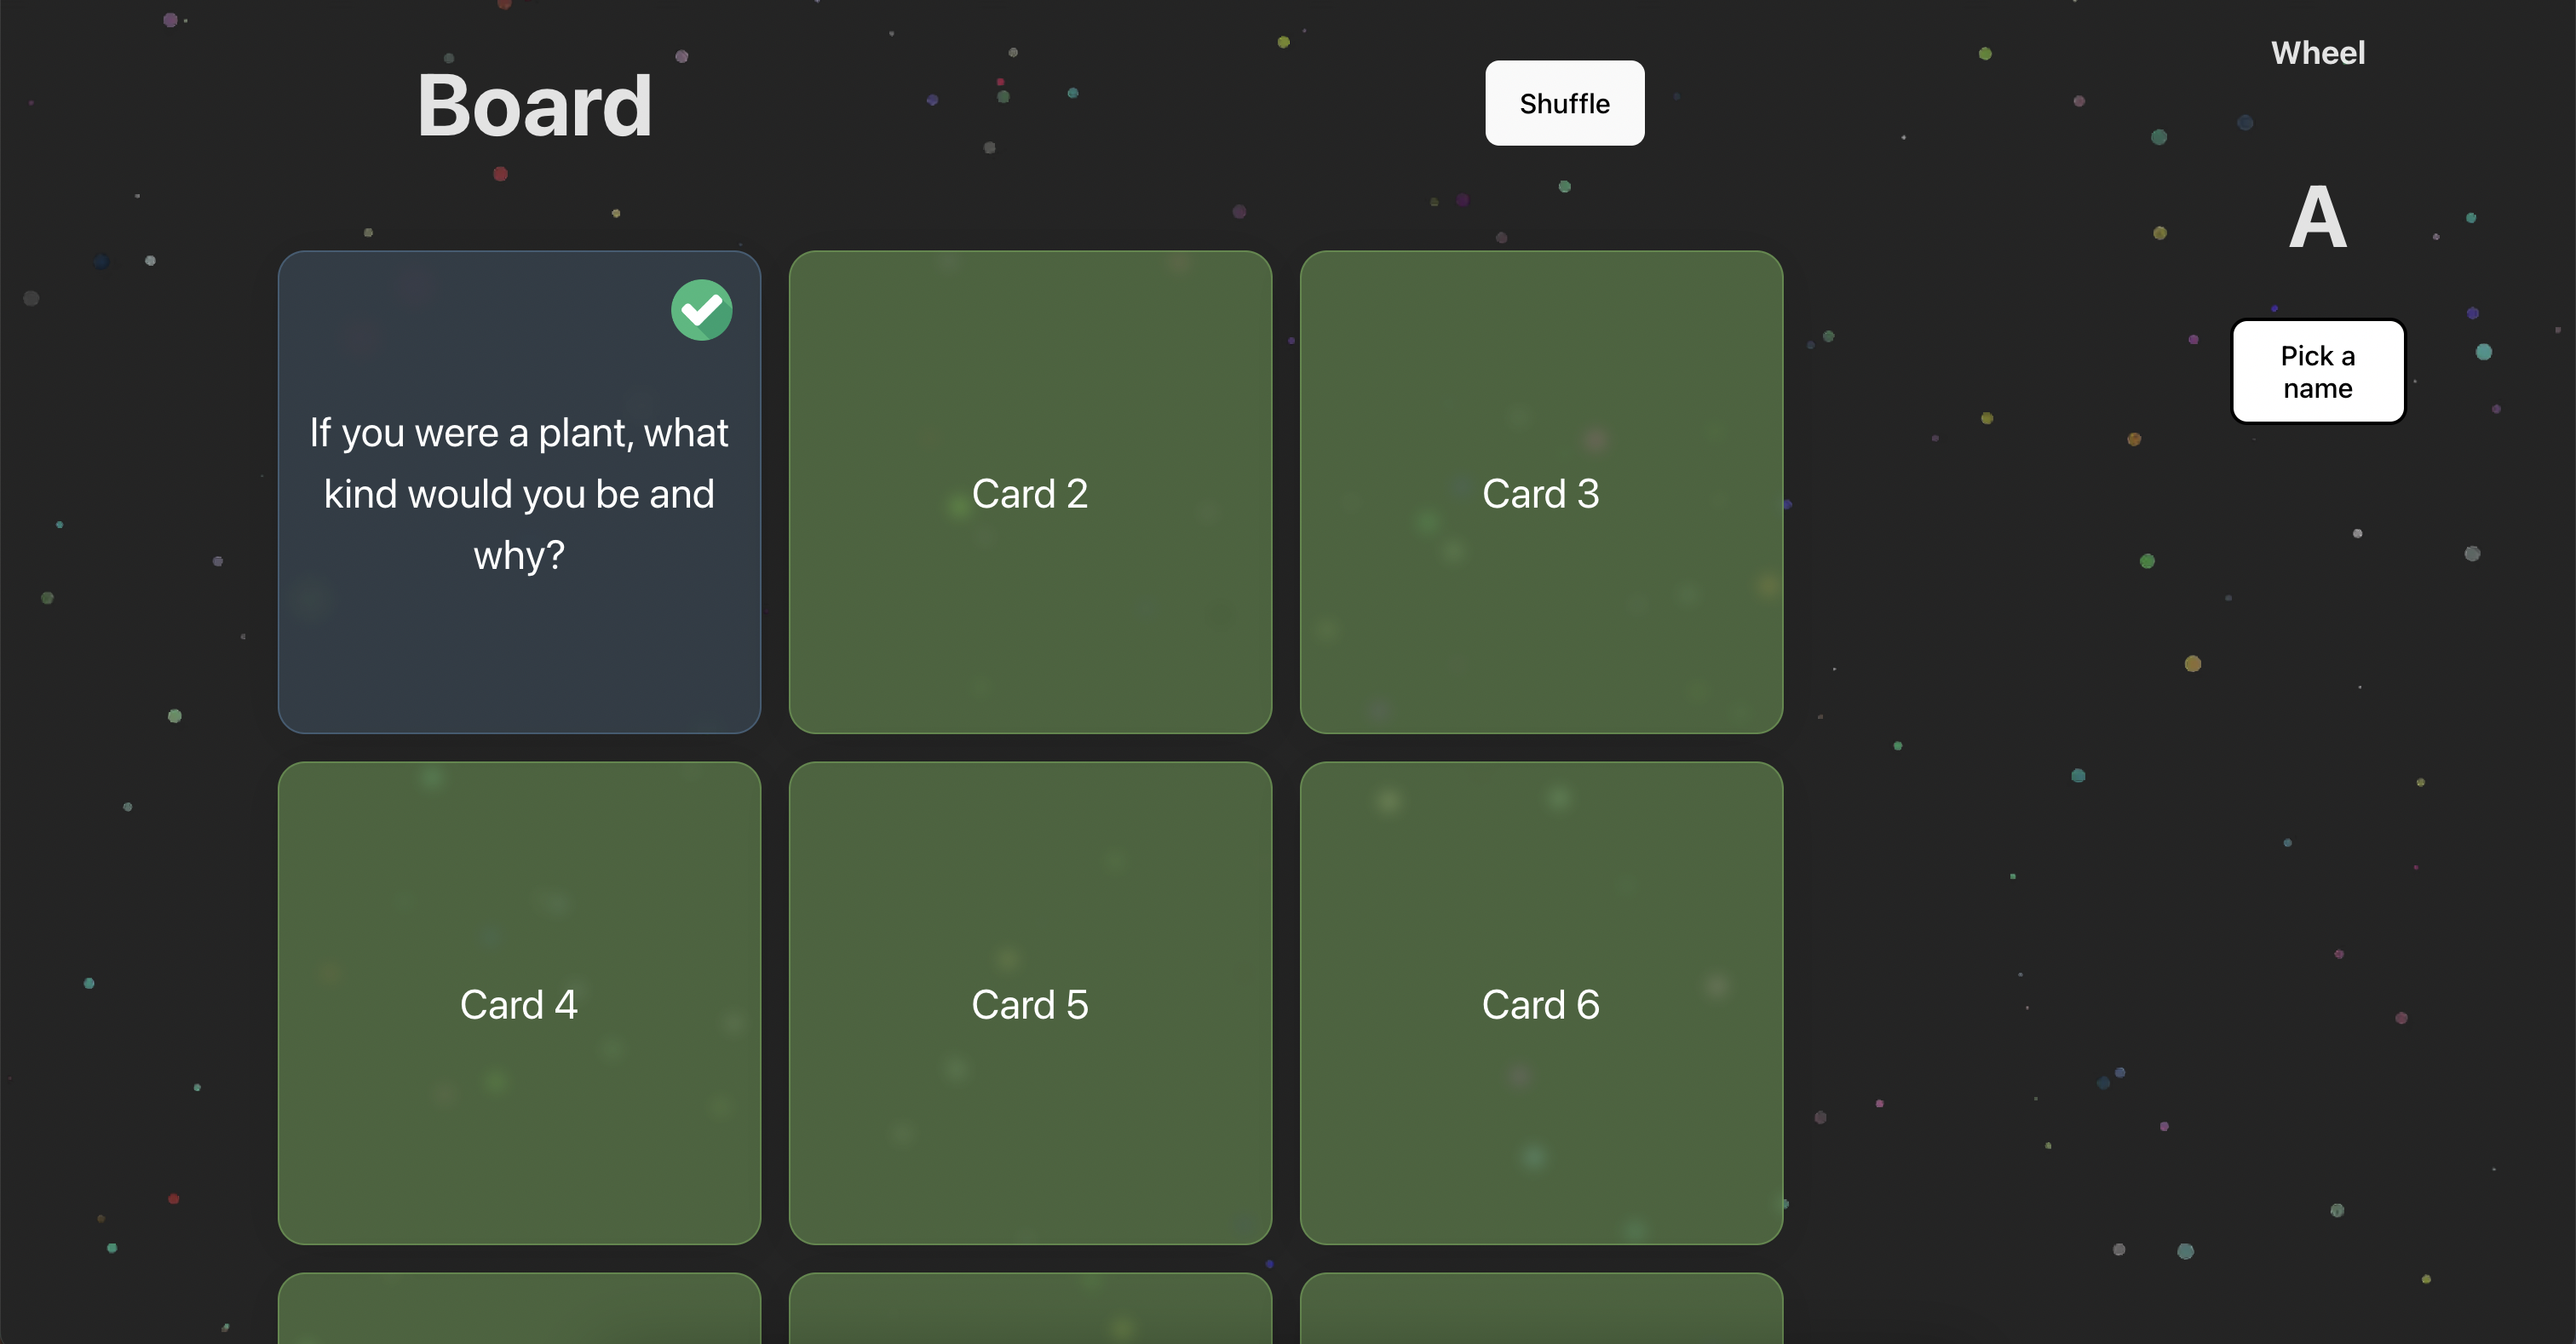 Board
Shuffle
Wheel
A
Pick a
name
If you were a plant, what
kind would you be and
why?
Card 2
Card 3
Card 4
Card 5
Card 6